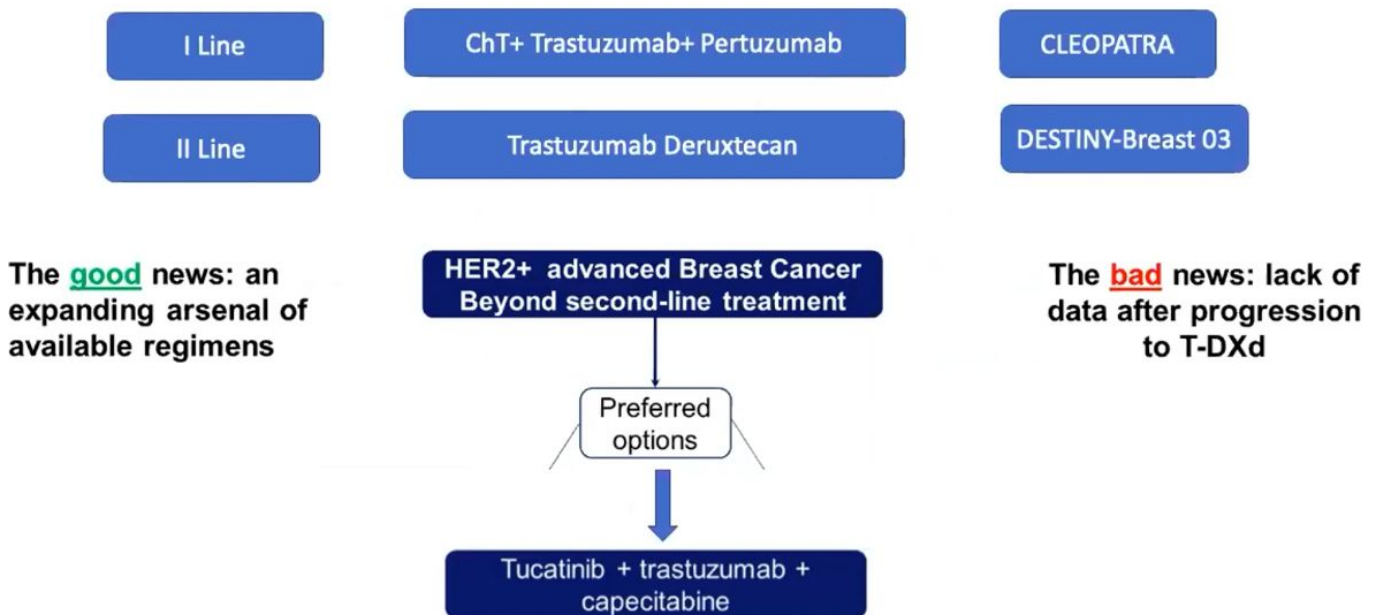 I Line
ChT+ Trastuzumab+ Pertuzumab
CLEOPATRA
II Line
Trastuzumab Deruxtecan
DESTINY-Breast 03
The good news: an
expanding arsenal of
available regimens
HER2+ advanced Breast Cancer
Beyond second-line treatment
The bad news: lack of
data after progression
to T-DXd
Preferred
options
Tucatinib + trastuzumab +
capecitabine